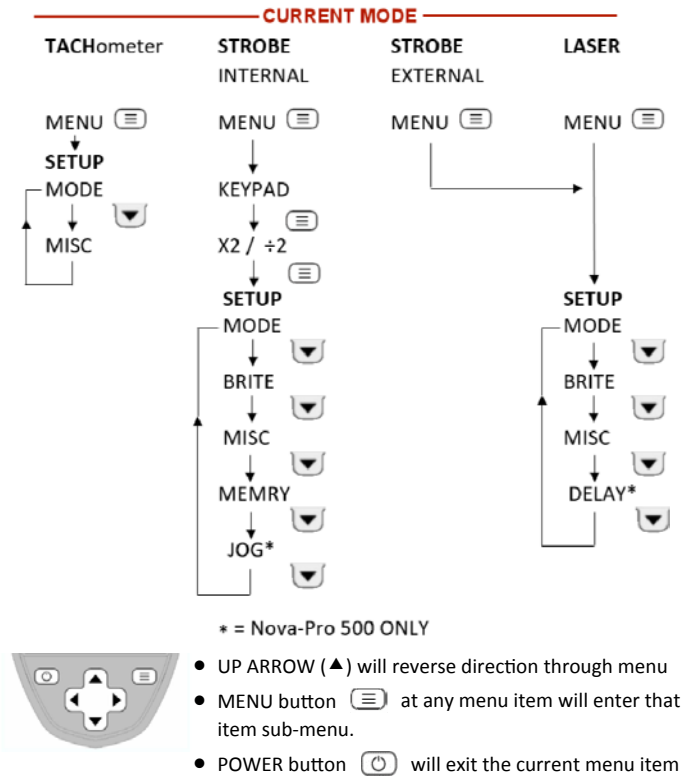 CURRENT MODE
TACHometer STROBE STROBE LASER
INTERNAL EXTERNAL
MENU MENU MENU MENU
SETUP
MODE KEYPAD
MISC X2 / ÷2
SETUP SETUP
MODE MODE
BRITE BRITE
MISC MISC
MEMRY DELAY*
JOG*
* = Nova-Pro 500 ONLY
• UP ARROW (▲) will reverse direction through menu
• MENU button at any menu item will enter that
item sub-menu.
• POWER button will exit the current menu item